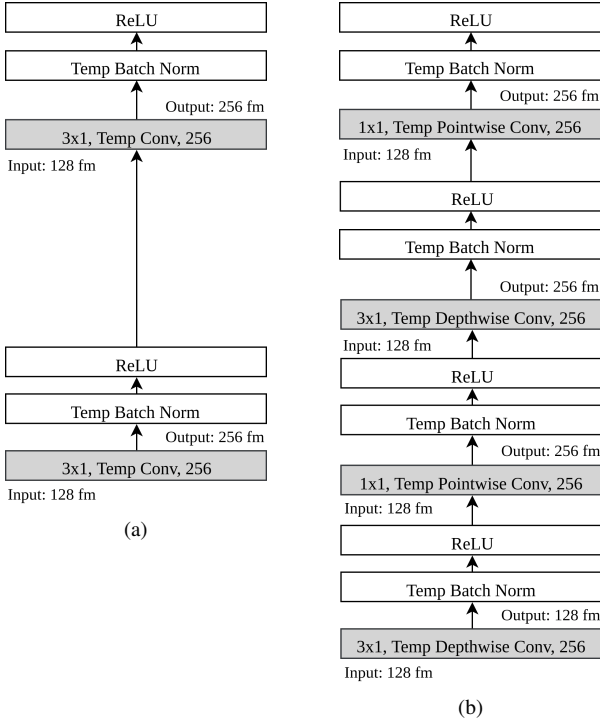 ReLU
Temp Batch Norm
Output: 256 fm
3x1, Temp Conv, 256
Input: 128 fm
ReLU
Temp Batch Norm
Output: 256 fm
3x1, Temp Conv, 256
Input: 128 fm
(a)
ReLU
Temp Batch Norm
Output: 256 fm
1x1, Temp Pointwise Conv, 256
Input: 128 fm
ReLU
Temp Batch Norm
Output: 256 fm
3x1, Temp Depthwise Conv, 256
Input: 128 fm
ReLU
Temp Batch Norm
Output: 256 fm
1x1, Temp Pointwise Conv, 256
Input: 128 fm
ReLU
Temp Batch Norm
Output: 128 fm
3x1, Temp Depthwise Conv, 256
Input: 128 fm
(b)